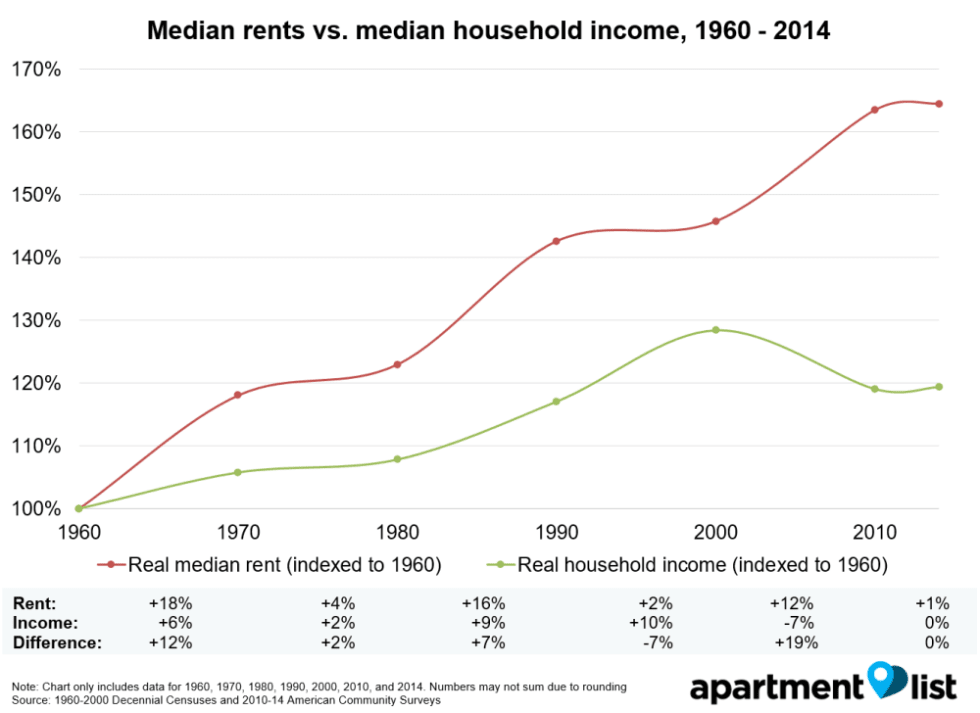 Median rents vs. median household income, 1960 - 2014
170%
160%
150%
140%
130%
120%
110%
100%
1960 1970 1980 1990 2000 2010
Real median rent (indexed to 1960) Real household income (indexed to 1960)
Rent: +18% +4% +16% +2% +12% +1%
Income: +6% +2% +9% +10% -7% 0%
Difference: +12% +2% +7% -7% +19% 0%
Note: Chart only includes data for 1960, 1970, 1980, 1990, 2000, 2010, and 2014. Numbers may not sum due to rounding
Source: 1960-2000 Decennial Censuses and 2010-14 American Community Surveys
apartment list